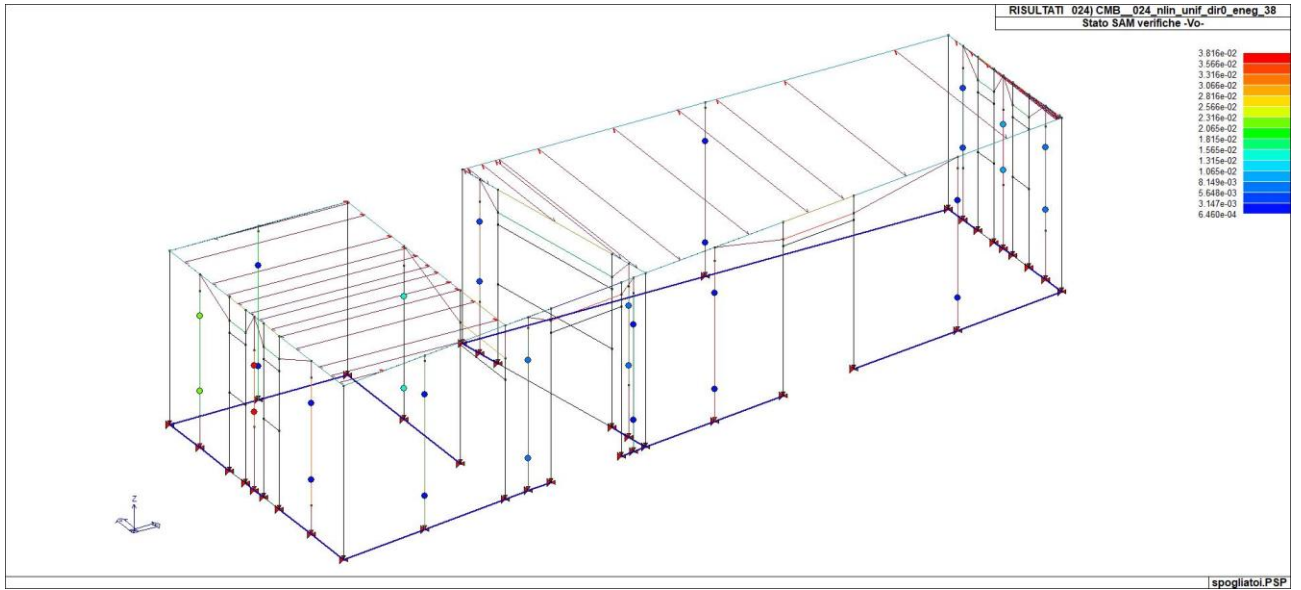 RISULTATI 024) CMB__024_nlin_unif_dir0_eneg_38
Stato SAM verifiche -Vo-
3.816e-02
3.566e-02
3.316e-02
3.066e-02
2.816e-02
2.566e-02
2.316e-02
2.065e-02
1.815e-02
1.565e-02
1.315e-02
1.065e-02
8.149e-03
5.648e-03
3.147e-03
6.460e-04
Z
spogliatoi.PSP